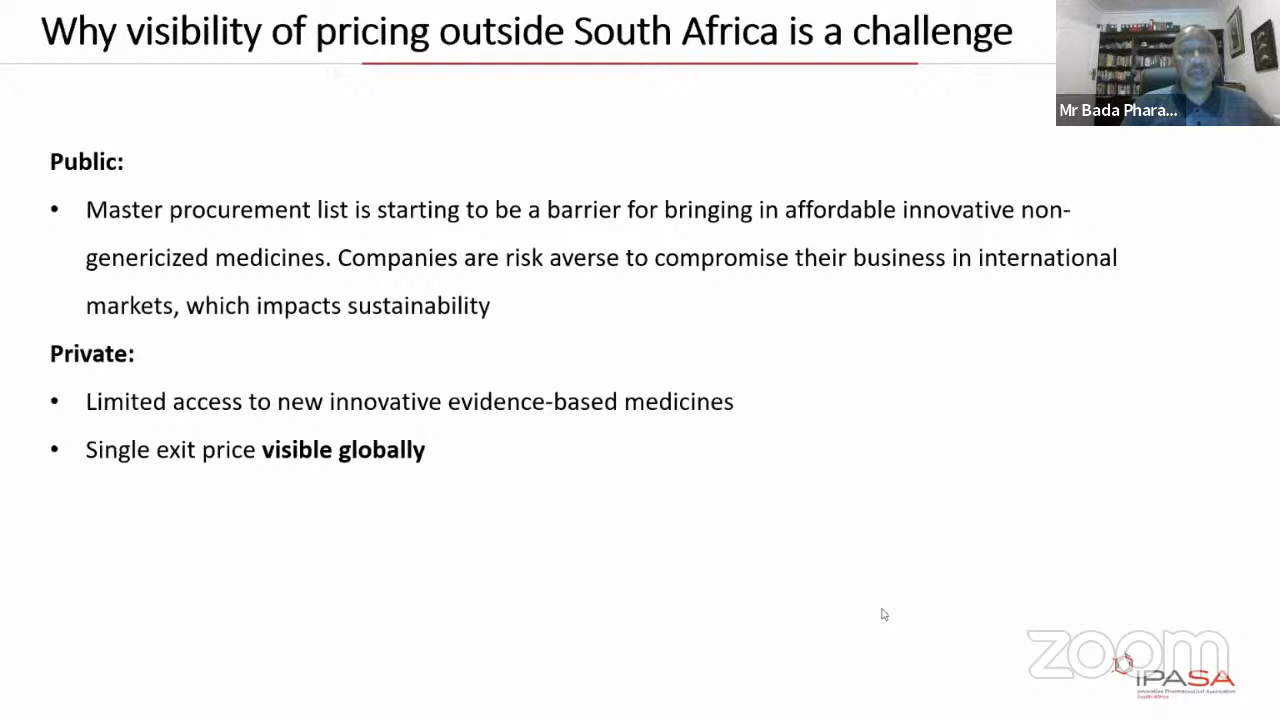 Why visibility of pricing outside South Africa is a challenge
Mr Bada Phara...
Public:
• Master procurement list is starting to be a barrier for bringing in affordable innovative non-
genericized medicines. Companies are risk averse to compromise their business in international
markets, which impacts sustainability
Private:
• Limited access to new innovative evidence-based medicines
• Single exit price visible globally
zoom
iPASA
Innovative Pharmaceutical Association
South Africa